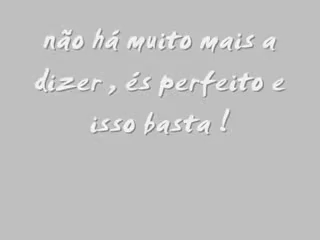 não há muito mais a
dizer , és perfeito e
isso basta !